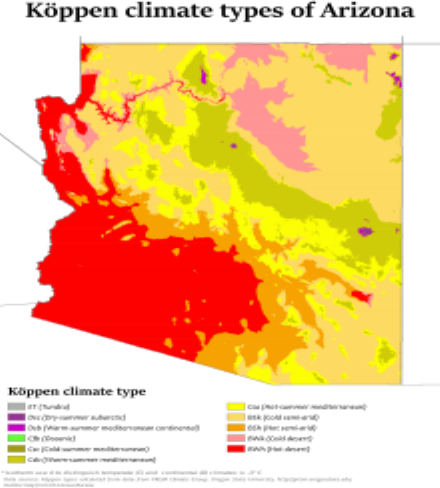 Köppen climate types of Arizona
Köppen climate type
ET (Tundra)
Dsc (Dry-summer subarctic)
Dsb (Warm-summer mediterranean continental)
Cfb (Oceanic)
Csc (Cold-summer mediterranean)
Csb (Warm-summer mediterranean)
Csa (Hot-summer mediterranean)
BSk (Cold semi-arid)
BSh (Hot semi-arid)
BWk (Cold desert)
BWh (Hot desert)